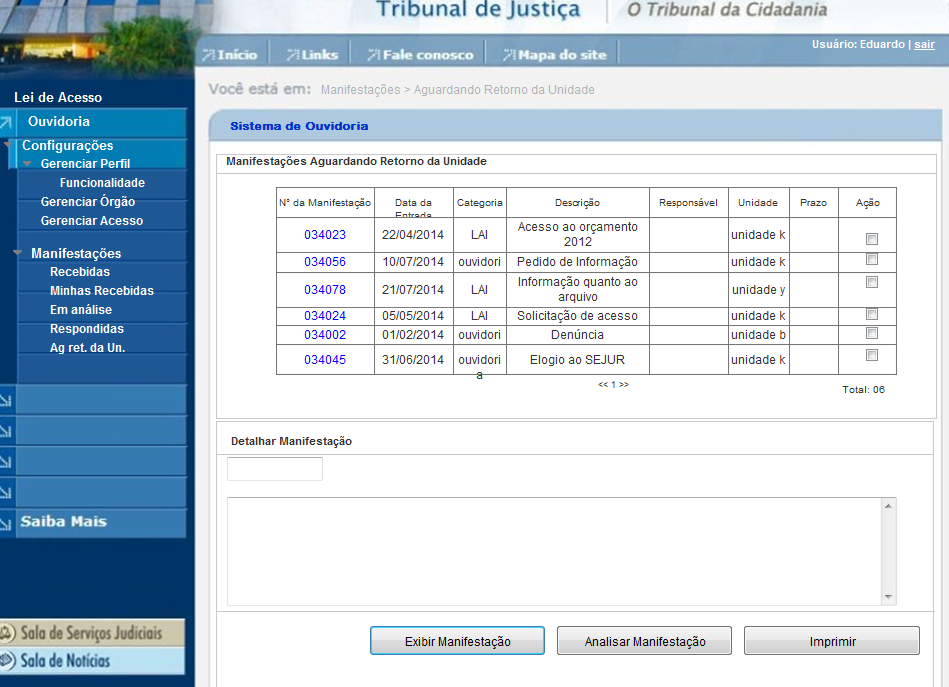 Tribunal de Justiça
O Tribunal da Cidadania
Início
Links
Fale conosco
Mapa do site
Usuário: Eduardo | sair
Você está em: Manifestações > Aguardando Retorno da Unidade
Lei de Acesso
Ouvidoria
Configurações
Gerenciar Perfil
Funcionalidade
Gerenciar Órgão
Gerenciar Acesso
Manifestações
Recebidas
Minhas Recebidas
Em análise
Respondidas
Ag ret. da Un.
Saiba Mais
Sala de Serviços Judiciais
Sala de Notícias
Sistema de Ouvidoria
Manifestações Aguardando Retorno da Unidade
Nº da Manifestação Data da Entrada Categoria Descrição Responsável Unidade Prazo Ação
034023 22/04/2014 LAI Acesso ao orçamento 2012 unidade k
034056 10/07/2014 ouvidori Pedido de Informação unidade k
034078 21/07/2014 LAI Informação quanto ao arquivo unidade y
034024 05/05/2014 LAI Solicitação de acesso unidade k
034002 01/02/2014 ouvidori Denúncia unidade b
034045 31/06/2014 ouvidori a Elogio ao SEJUR unidade k
<< 1 >>
Total: 06
Detalhar Manifestação
Exibir Manifestação
Analisar Manifestação
Imprimir